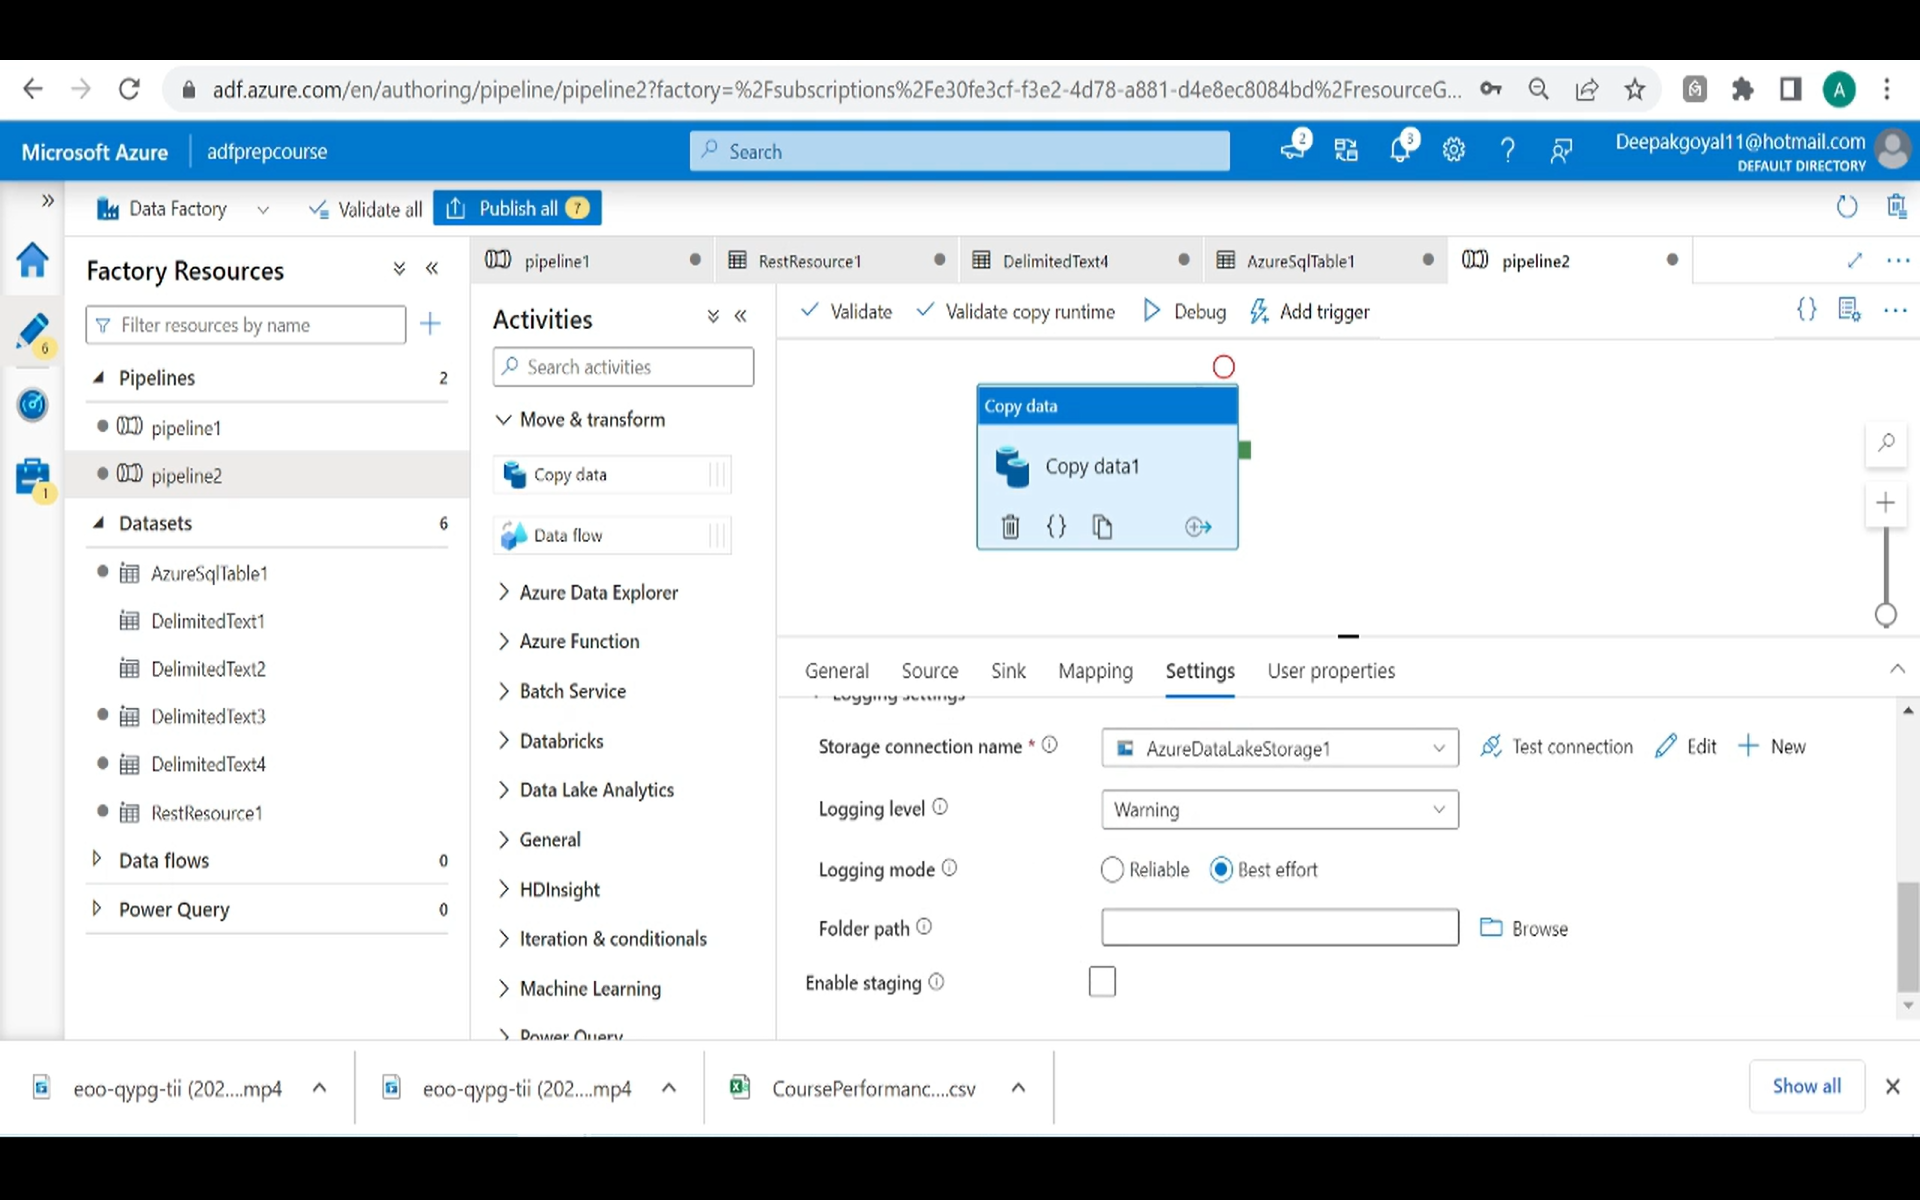 adf.azure.com/en/authoring/pipeline/pipeline2?factory=%2Fsubscriptions%2Fe30fe3cf-f3e2-4d78-a881-d4e8ec8084bd%2FresourceG...
A
Microsoft Azure
adfprepcourse
Search
2
3
Deepakgoyal11@hotmail.com
DEFAULT DIRECTORY
Data Factory
Validate all
Publish all 7
Factory Resources
Filter resources by name
6
1
Pipelines 2
pipeline1
pipeline2
Datasets 6
AzureSqlTable1
DelimitedText1
DelimitedText2
DelimitedText3
DelimitedText4
RestResource1
Data flows 0
Power Query 0
pipeline1
RestResource1
DelimitedText4
AzureSqlTable1
pipeline2
Activities
Search activities
Move & transform
Copy data
Data flow
Azure Data Explorer
Azure Function
Batch Service
Databricks
Data Lake Analytics
General
HDInsight
Iteration & conditionals
Machine Learning
Power Query
Validate
Validate copy runtime
Debug
Add trigger
Copy data
Copy data1
General
Source
Sink
Mapping
Settings
User properties
Logging settings
Storage connection name *
AzureDataLakeStorage1
Test connection
Edit
New
Logging level
Warning
Logging mode
Reliable
Best effort
Folder path
Browse
Enable staging
eoo-qypg-tii (202....mp4
eoo-qypg-tii (202....mp4
CoursePerformanc....csv
Show all